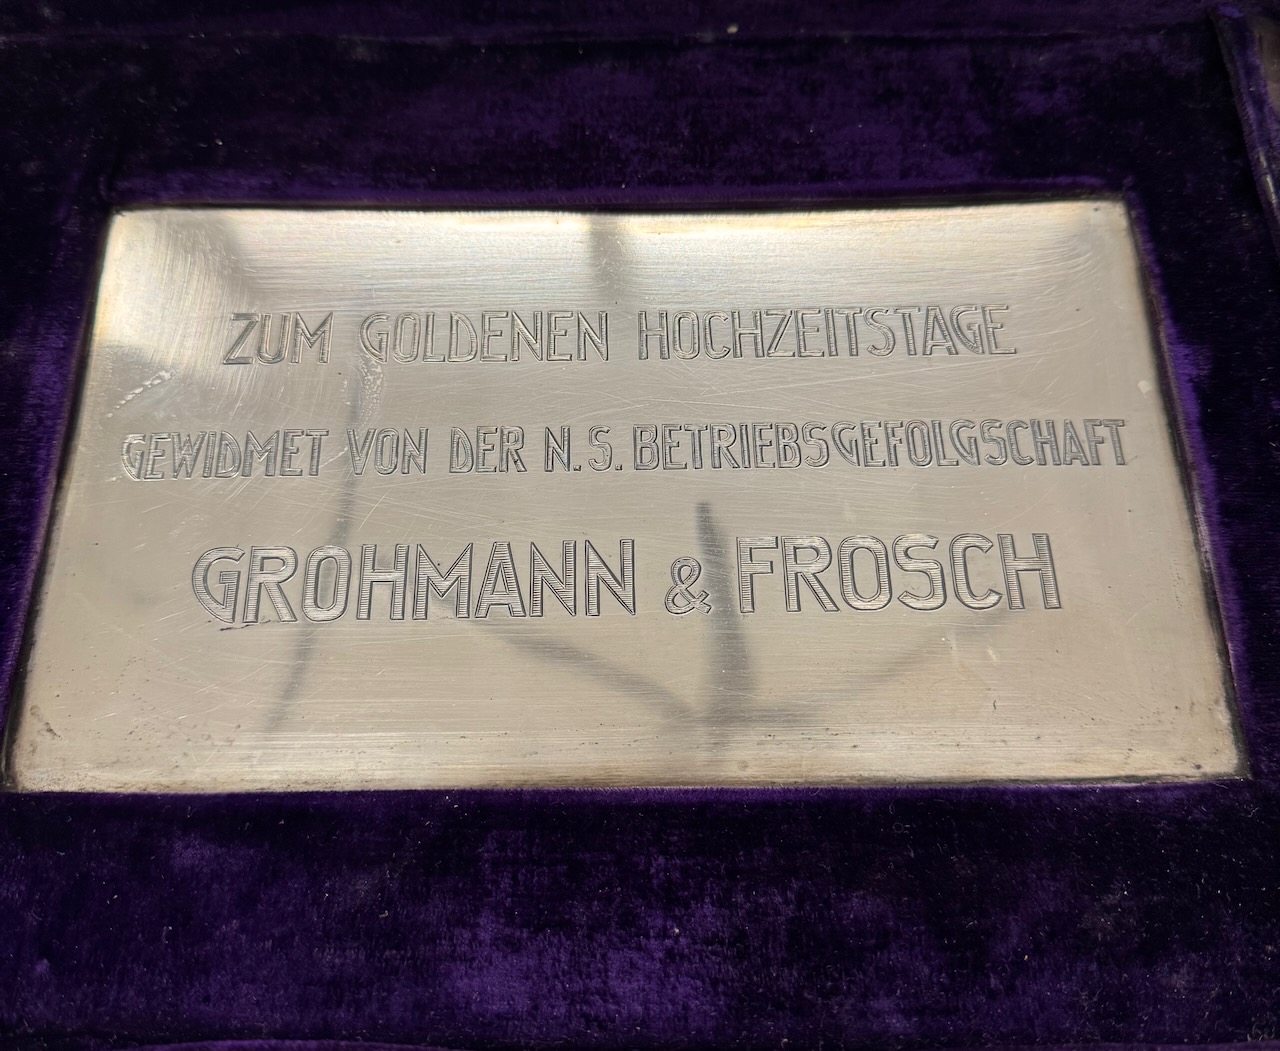 ZUM GOLDENEN HOCHZEITSTAGE
GEWIDMET VON DER N.S.BETRIEBSGEFOLGSCHAFT
GROHMANN & FROSCH